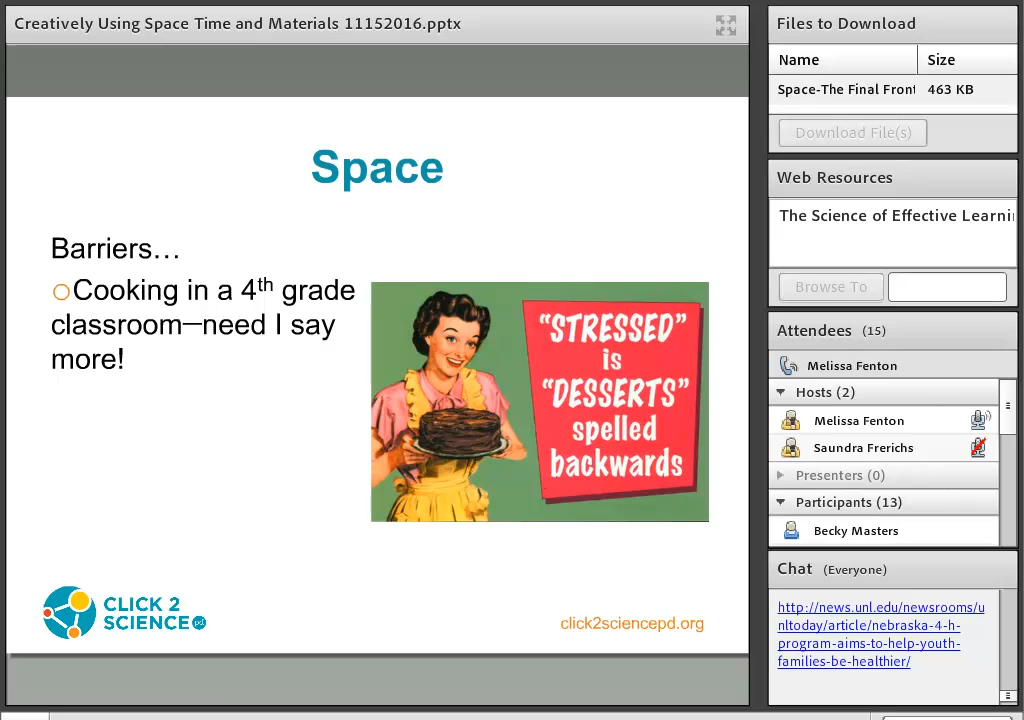 Creatively Using Space Time and Materials 11152016.pptx
Space
Barriers…
Cooking in a 4th grade
classroom—need I say
more!
"STRESSED"
is
"DESSERTS"
spelled
backwards
CLICK 2
SCIENCE pd
click2sciencepd.org
Files to Download
Name Size
Space-The Final Front 463 KB
Download File(s)
Web Resources
The Science of Effective Learni
Browse To
Attendees (15)
Melissa Fenton
Hosts (2)
Melissa Fenton
Saundra Frerichs
Presenters (0)
Participants (13)
Becky Masters
Chat (Everyone)
http://news.unl.edu/newsrooms/u
nltoday/article/nebraska-4-h-
program-aims-to-help-youth-
families-be-healthier/